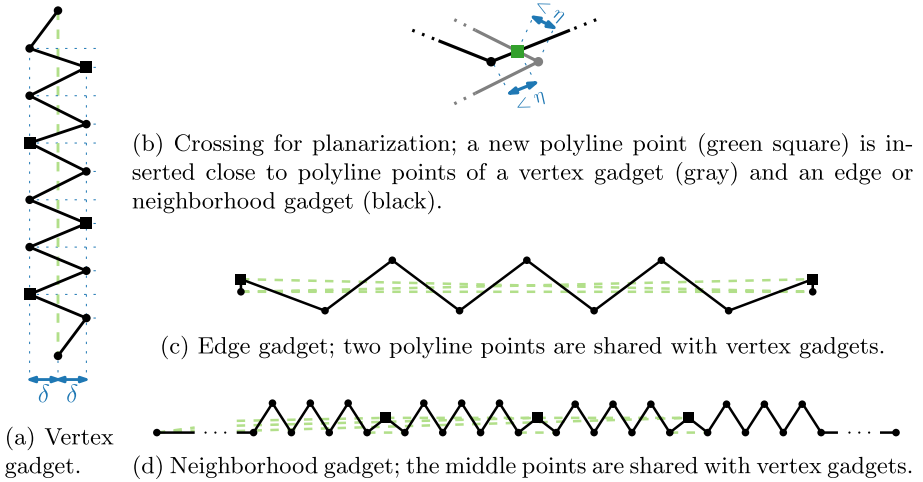 < η
< η
(b) Crossing for planarization; a new polyline point (green square) is in-
serted close to polyline points of a vertex gadget (gray) and an edge or
neighborhood gadget (black).
(c) Edge gadget; two polyline points are shared with vertex gadgets.
δ δ
(a) Vertex
gadget.
(d) Neighborhood gadget; the middle points are shared with vertex gadgets.